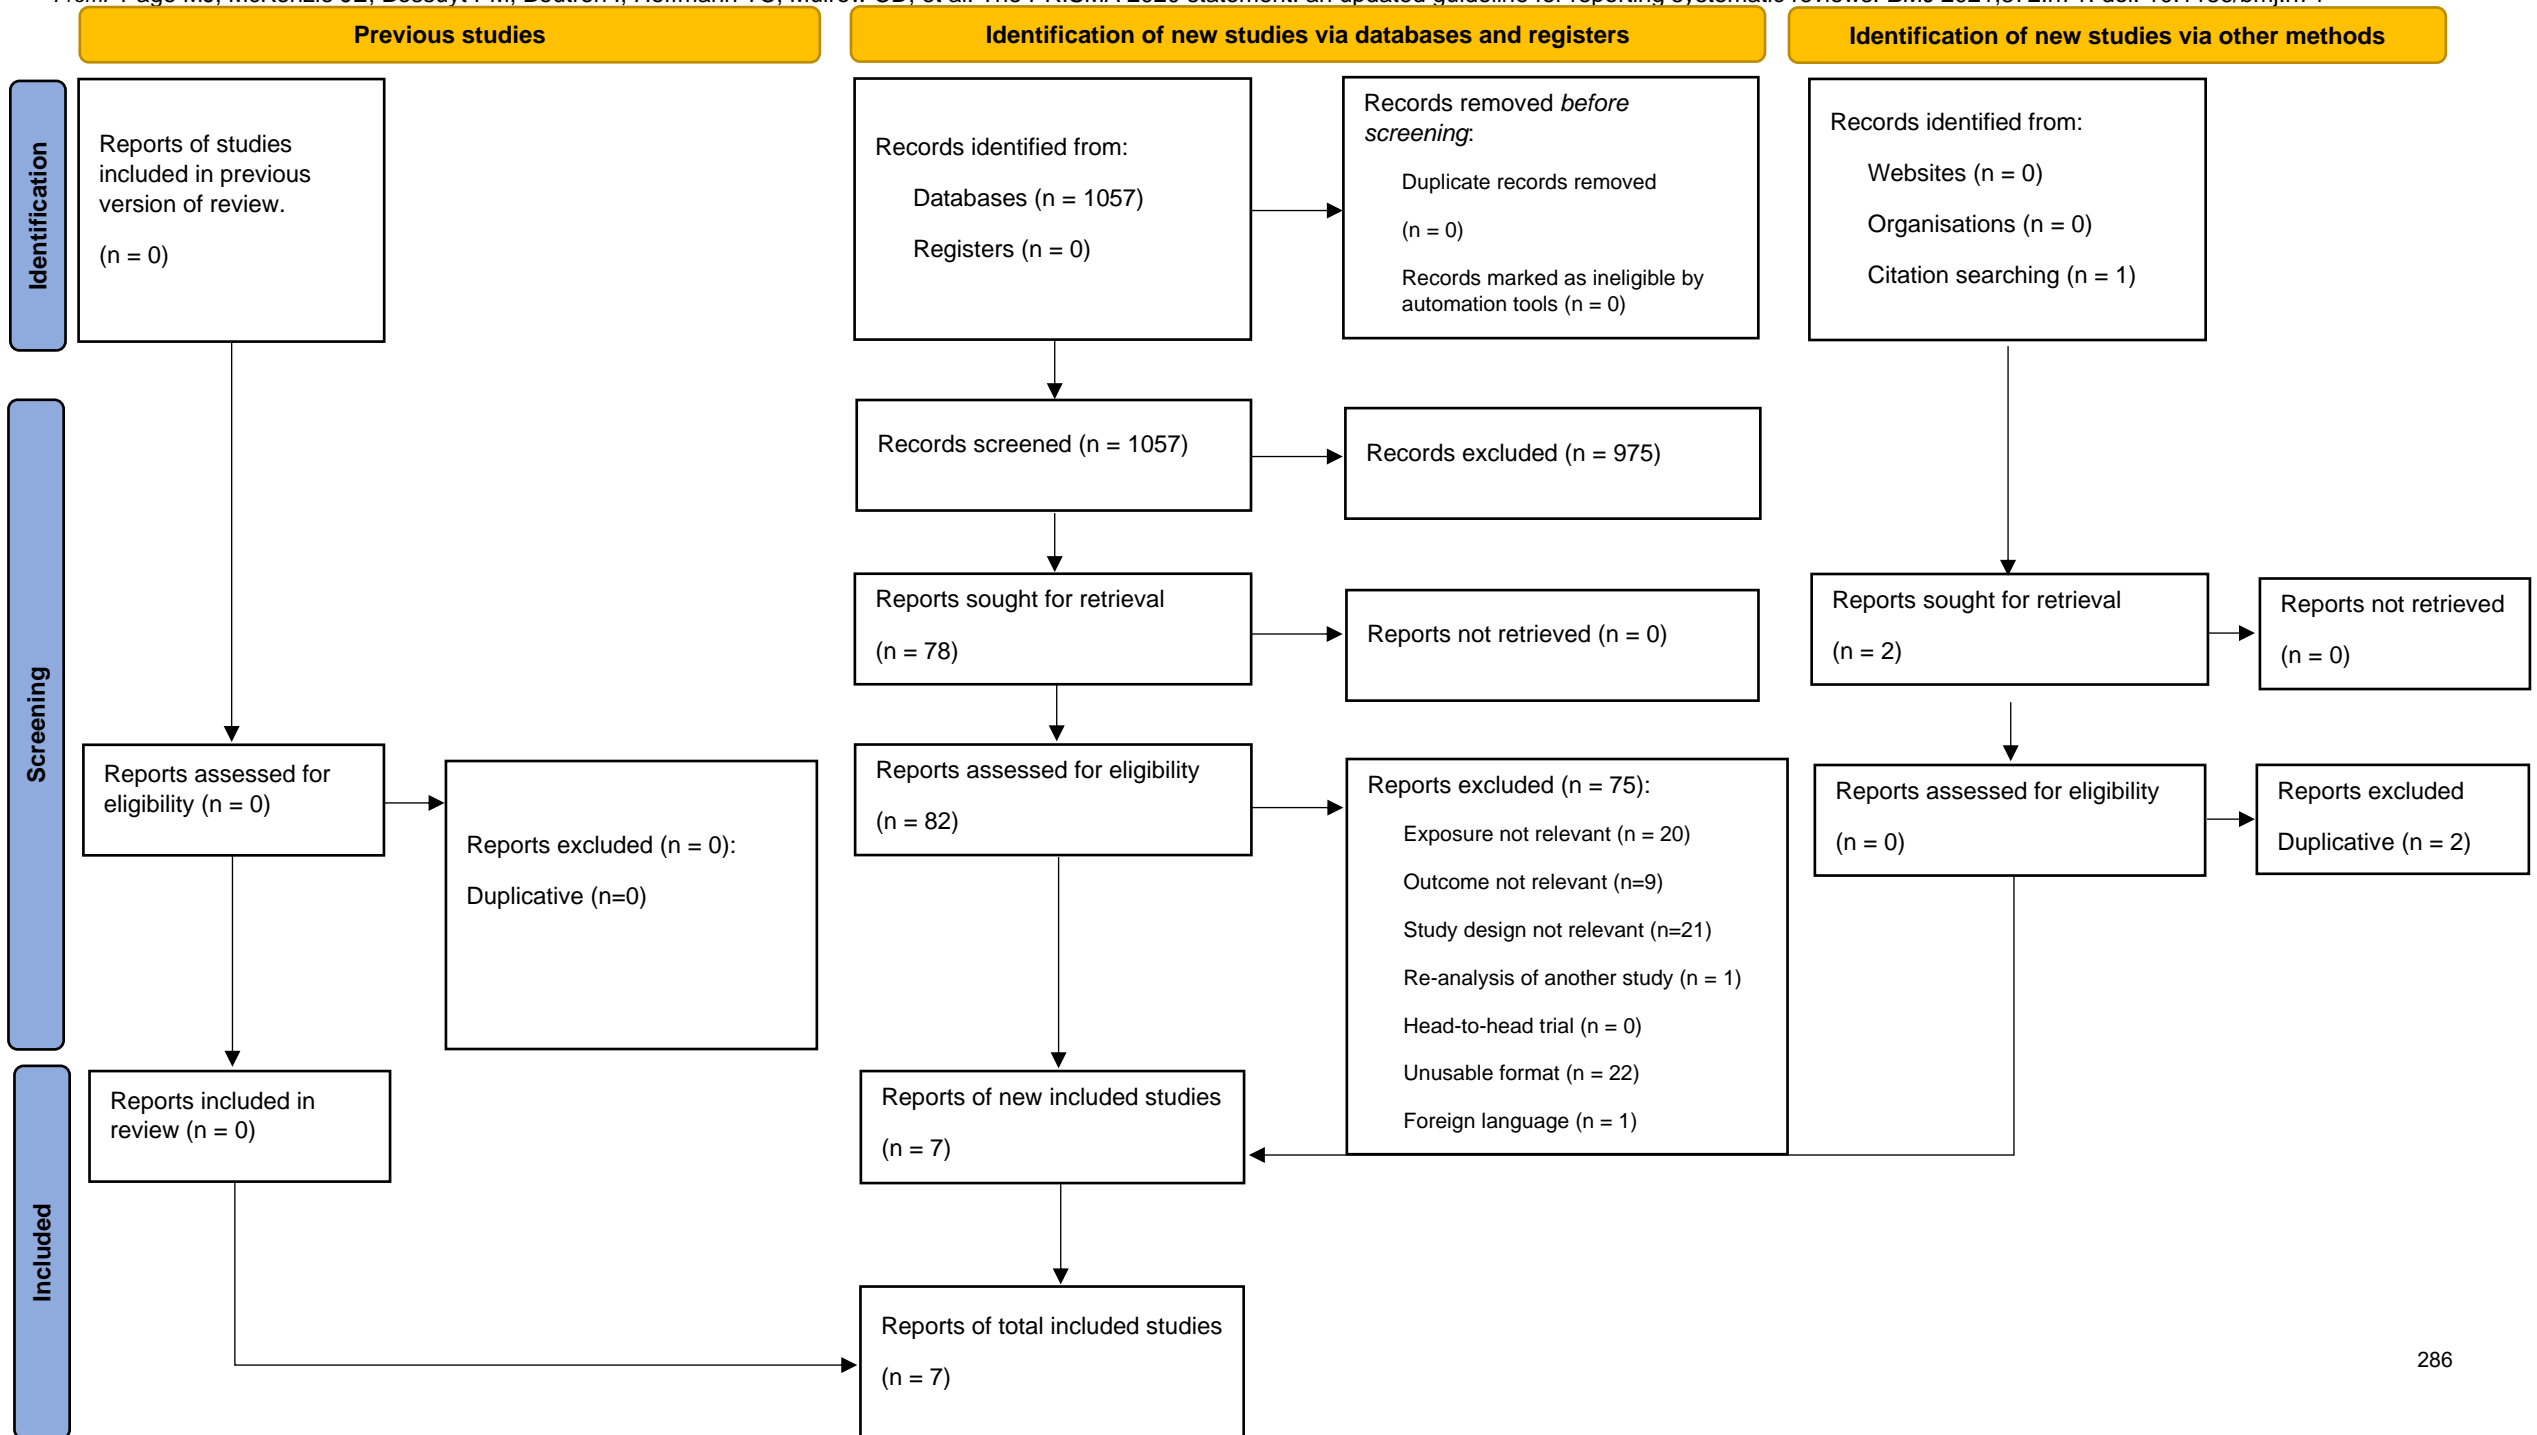 Previous studies
Identification of new studies via databases and registers
Identification of new studies via other methods
Identification
Reports of studies
included in previous
version of review.
(n = 0)
Records identified from:
Databases (n = 1057)
Registers (n = 0)
Records removed before
screening:
Duplicate records removed
(n = 0)
Records marked as ineligible by
automation tools (n = 0)
Records identified from:
Websites (n = 0)
Organisations (n = 0)
Citation searching (n = 1)
Screening
Records screened (n = 1057)
Records excluded (n = 975)
Reports sought for retrieval
(n = 78)
Reports not retrieved (n = 0)
Reports sought for retrieval
(n = 2)
Reports not retrieved
(n = 0)
Reports assessed for
eligibility (n = 0)
Reports excluded (n = 0):
Duplicative (n=0)
Reports assessed for eligibility
(n = 82)
Reports excluded (n = 75):
Exposure not relevant (n = 20)
Outcome not relevant (n=9)
Study design not relevant (n=21)
Re-analysis of another study (n = 1)
Head-to-head trial (n = 0)
Unusable format (n = 22)
Foreign language (n = 1)
Reports assessed for eligibility
(n = 0)
Reports excluded
Duplicative (n = 2)
Included
Reports included in
review (n = 0)
Reports of new included studies
(n = 7)
Reports of total included studies
(n = 7)
286